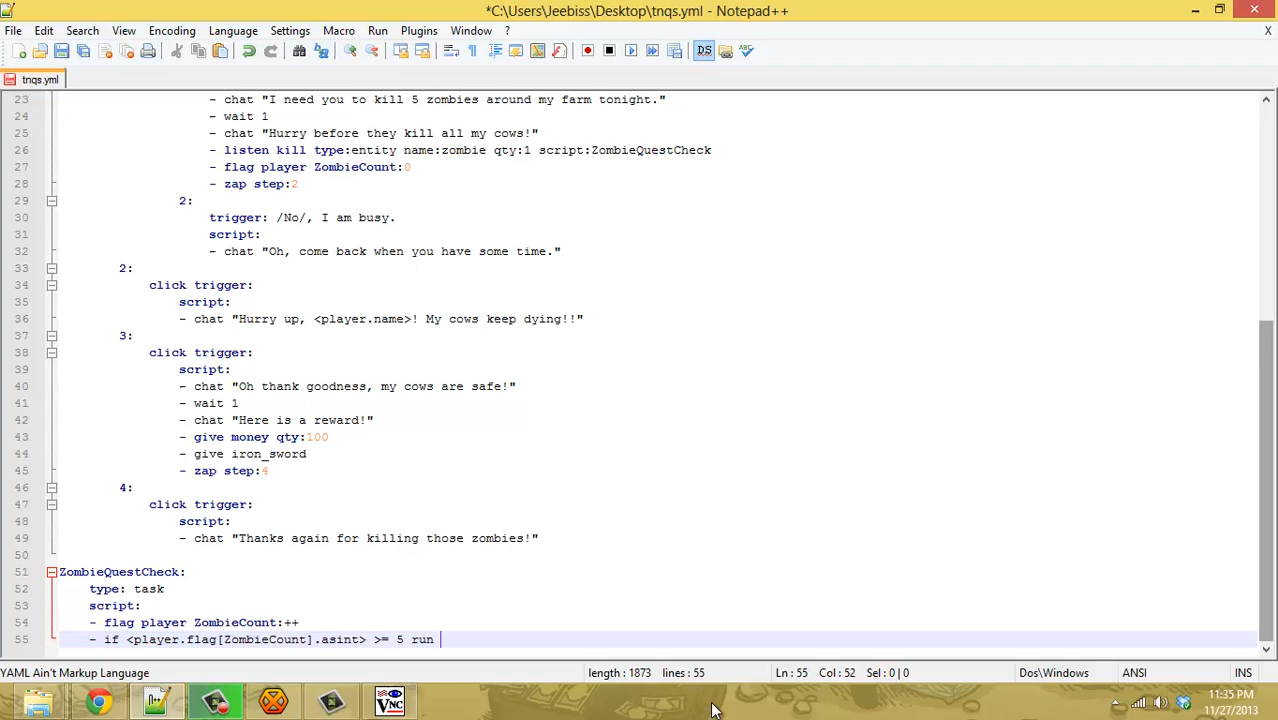 *C:\Users\Jeebiss\Desktop\tnqs.yml - Notepad++
File Edit Search View Encoding Language Settings Macro Run Plugins Window ? X
DS ABC
tnqs.yml
23 - chat "I need you to kill 5 zombies around my farm tonight."
24 - wait 1
25 - chat "Hurry before they kill all my cows!"
26 - listen kill type:entity name:zombie qty:1 script:ZombieQuestCheck
27 - flag player ZombieCount:0
28 - zap step:2
29 2:
30 trigger: /No/, I am busy.
31 script:
32 - chat "Oh, come back when you have some time."
33 2:
34 click trigger:
35 script:
36 - chat "Hurry up, <player.name>! My cows keep dying!!"
37 3:
38 click trigger:
39 script:
40 - chat "Oh thank goodness, my cows are safe!"
41 - wait 1
42 - chat "Here is a reward!"
43 - give money qty:100
44 - give iron_sword
45 - zap step:4
46 4:
47 click trigger:
48 script:
49 - chat "Thanks again for killing those zombies!"
50
51 ZombieQuestCheck:
52 type: task
53 script:
54 - flag player ZombieCount:++
55 - if <player.flag[ZombieCount].asint> >= 5 run
YAML Ain't Markup Language length : 1873 lines : 55 Ln : 55 Col : 52 Sel : 0 | 0 Dos\Windows ANSI INS
VNC
11:35 PM
11/27/2013